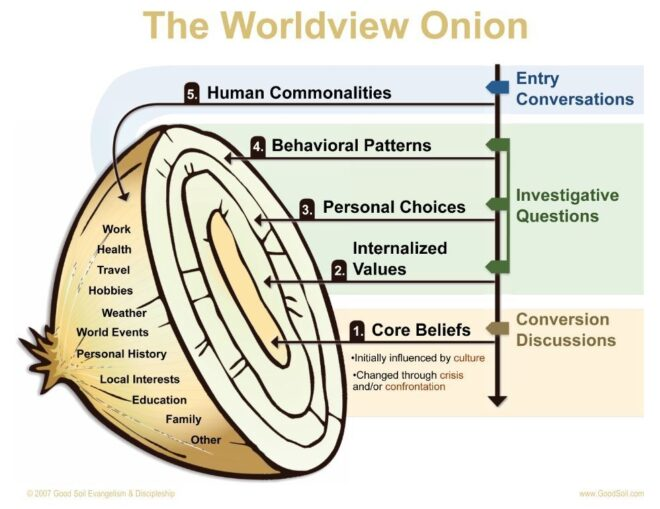 The Worldview Onion
5. Human Commonalities
Entry
Conversations
4. Behavioral Patterns
3. Personal Choices
Investigative
Questions
Internalized
2. Values
1. Core Beliefs
•Initially influenced by culture
•Changed through crisis
and/or confrontation
Conversion
Discussions
Work
Health
Travel
Hobbies
Weather
World Events
Personal History
Local Interests
Education
Family
Other
© 2007 Good Soil Evangelism & Discipleship
www.GoodSoil.com